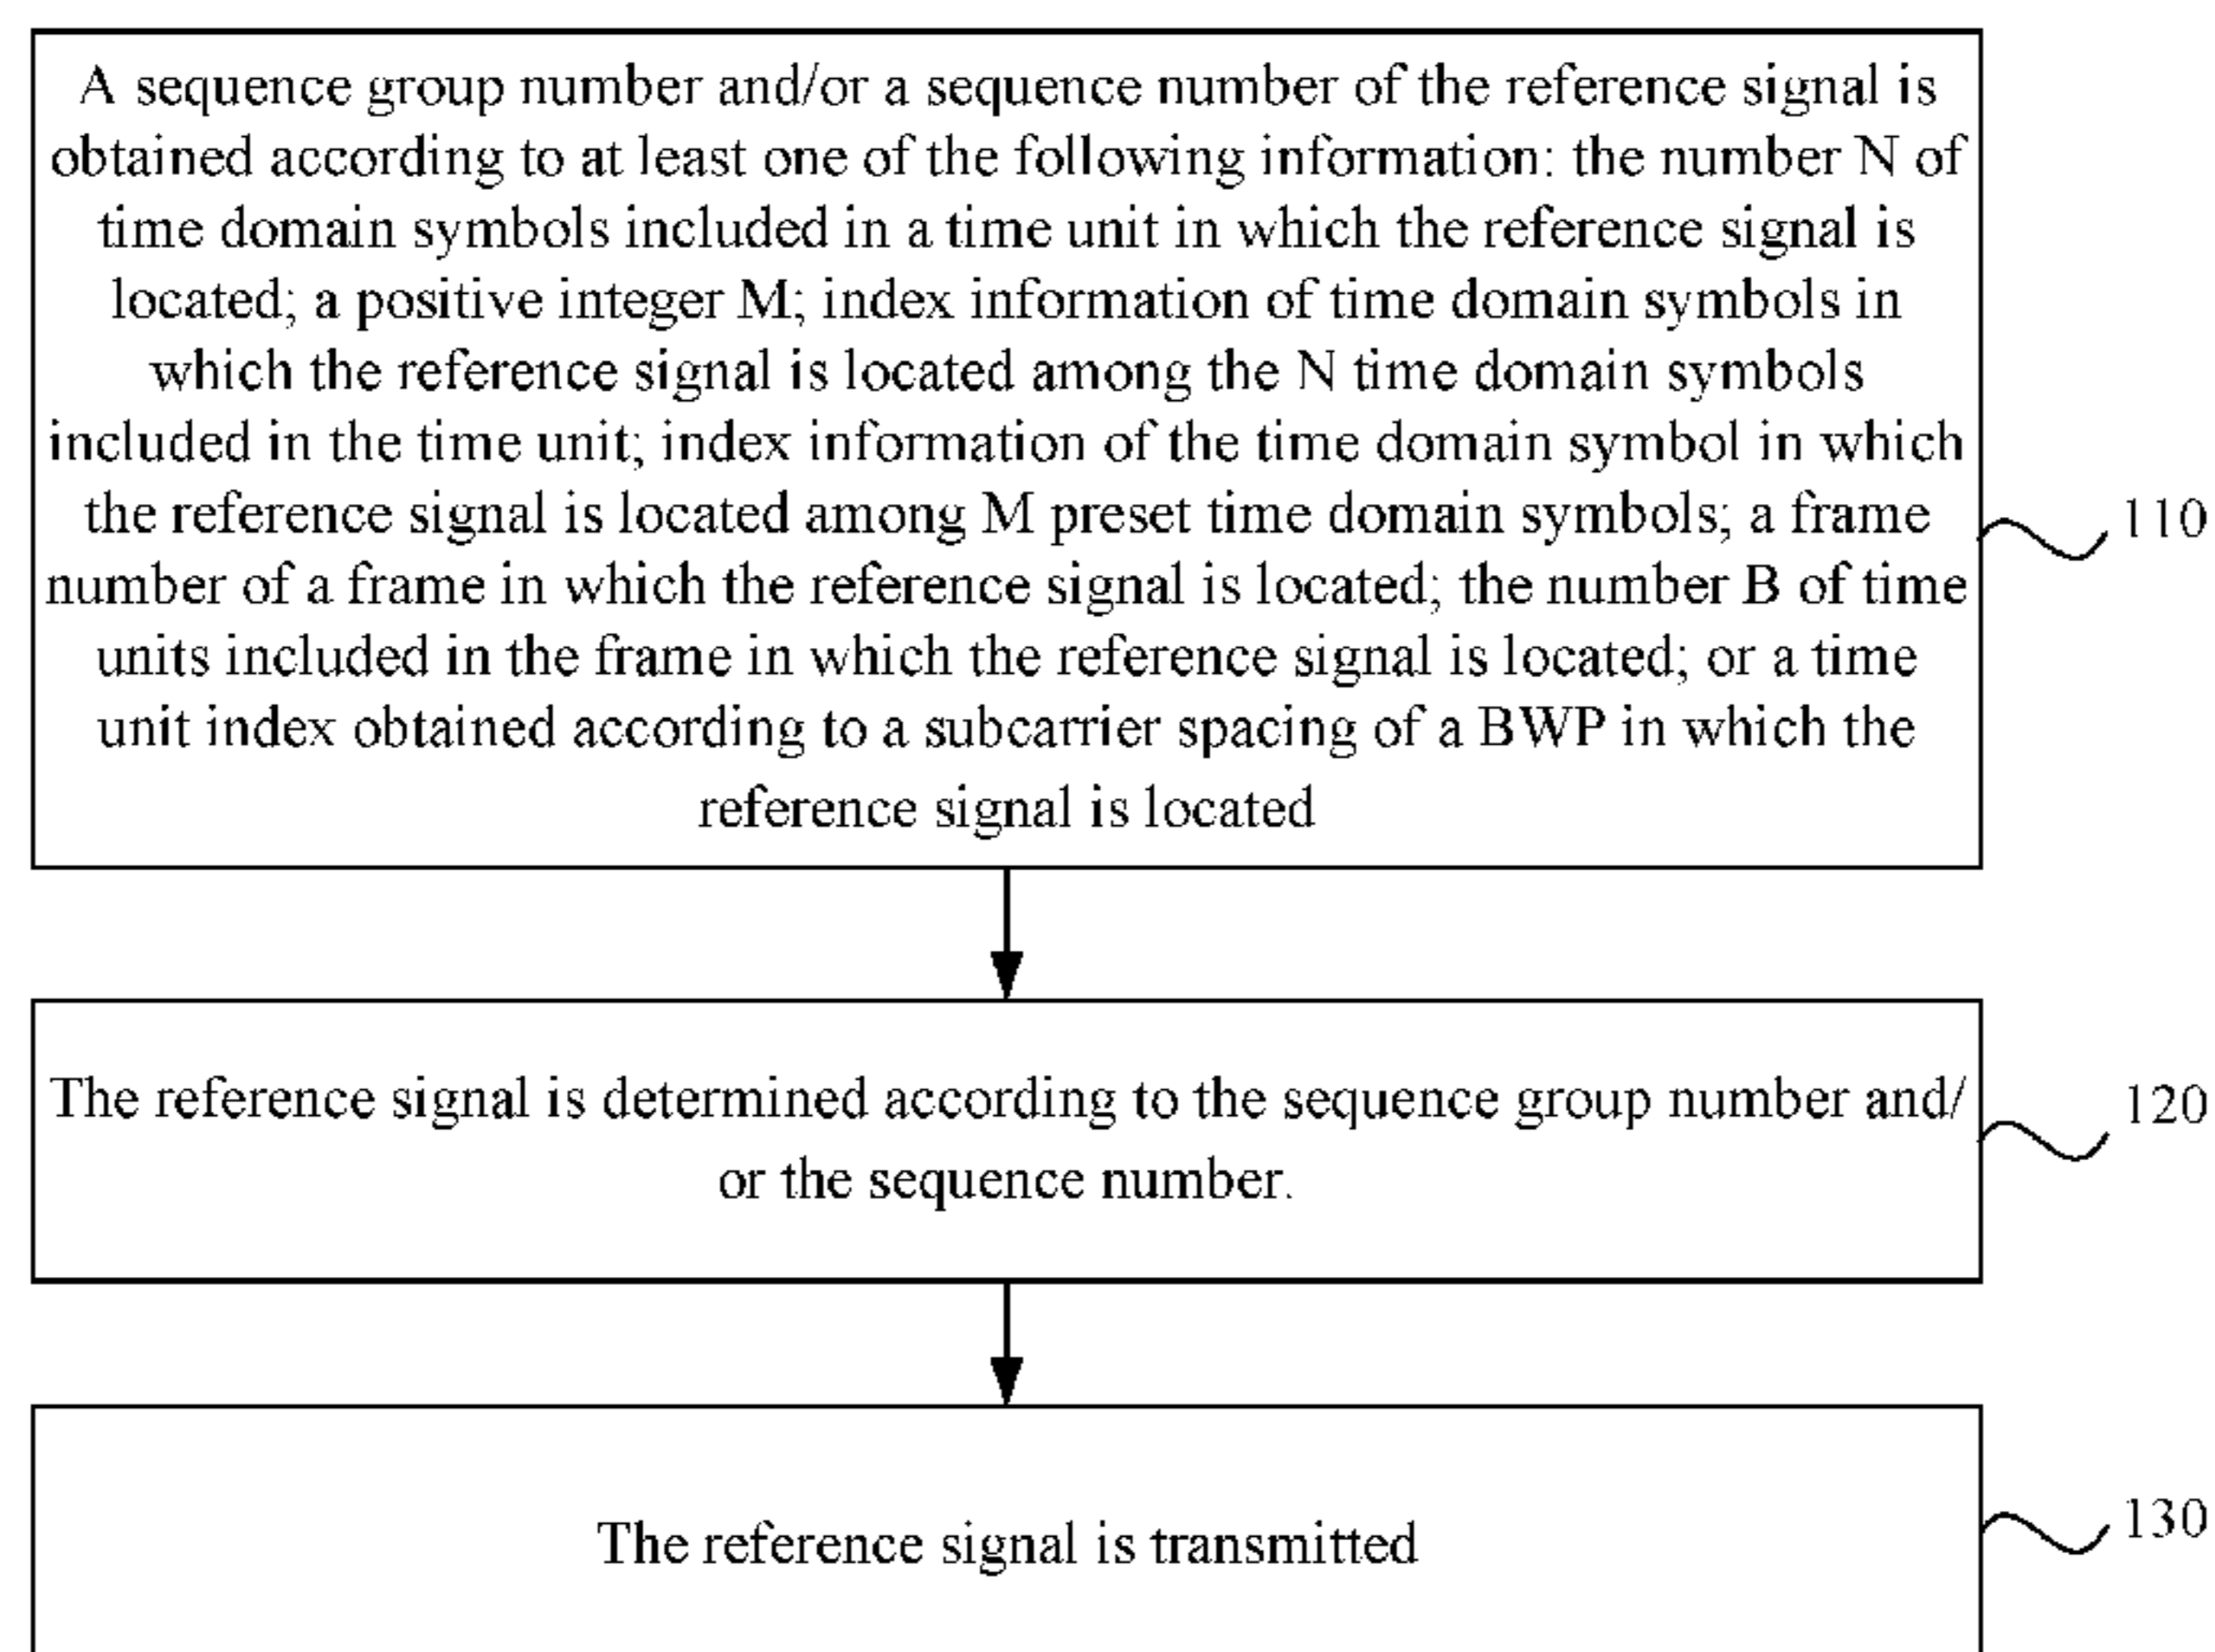 A sequence group number and/or a sequence number of the reference signal is
obtained according to at least one of the following information: the number N of
time domain symbols included in a time unit in which the reference signal is
located; a positive integer M; index information of time domain symbols in
which the reference signal is located among the N time domain symbols
included in the time unit; index information of the time domain symbol in which
the reference signal is located among M preset time domain symbols; a frame
number of a frame in which the reference signal is located; the number B of time
units included in the frame in which the reference signal is located; or a time
unit index obtained according to a subcarrier spacing of a BWP in which the
reference signal is located
110
The reference signal is determined according to the sequence group number and/
or the sequence number.
120
The reference signal is transmitted
130